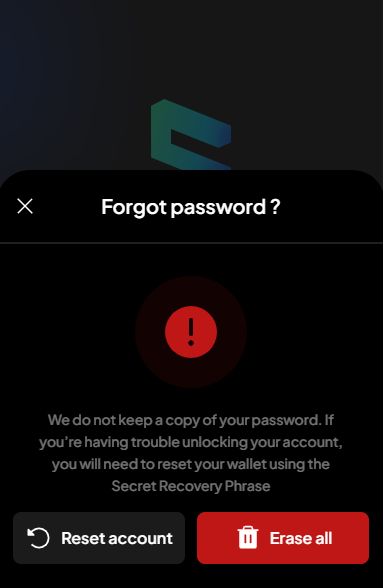 Forgot password ?
We do not keep a copy of your password. If
you're having trouble unlocking your account,
you will need to reset your wallet using the
Secret Recovery Phrase
Reset account
Erase all